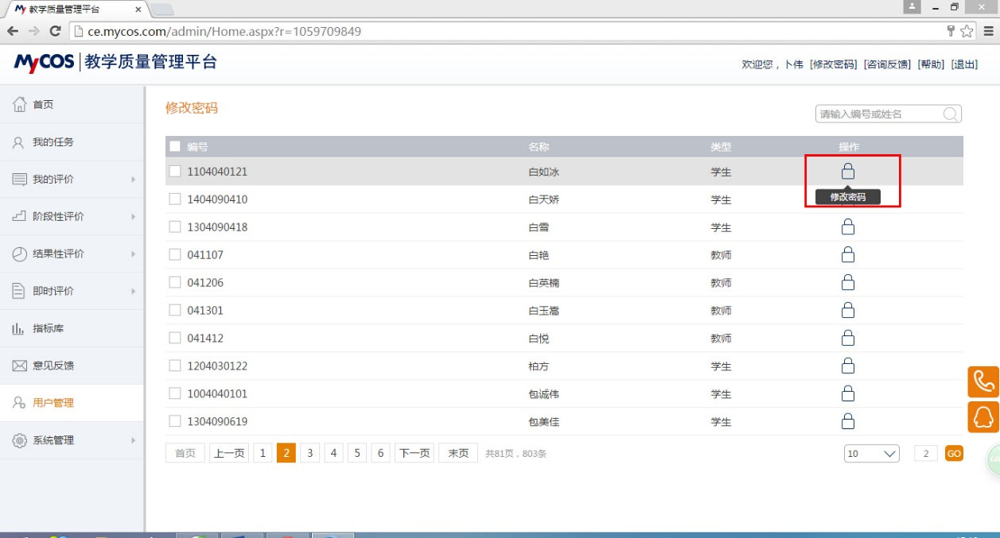 My 教学质量管理平台
ce.mycos.com/admin/Home.aspx?r=1059709849
MyCOS 教学质量管理平台
欢迎您，卜伟 [修改密码] [咨询反馈] [帮助] [退出]
首页
我的任务
我的评价
阶段性评价
结果性评价
即时评价
指标库
意见反馈
用户管理
系统管理
修改密码
请输入编号或姓名
编号 名称 类型 操作
1104040121 白如冰 学生
修改密码
1404090410 白天娇 学生
1304090418 白雪 学生
041107 白艳 教师
041206 白英楠 教师
041301 白玉嵩 教师
041412 白悦 教师
1204030122 柏方 学生
1004040101 包诚伟 学生
1304090619 包美佳 学生
首页 上一页 1 2 3 4 5 6 下一页 末页 共81页，803条 10 2 GO